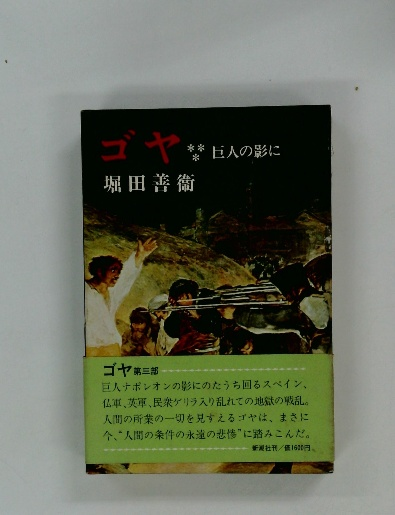 ゴヤ *** 巨人の影に
堀田善衞
ゴヤ 第三部
巨人ナポレオンの影にのたうち回るスペイン、
仏軍、英軍、民衆ゲリラ入り乱れての地獄の戦乱。
人間の所業の一切を見すえるゴヤは、まさに
今、“人間の条件の永遠の悲惨”に踏みこんだ。
新潮社刊／価1600円